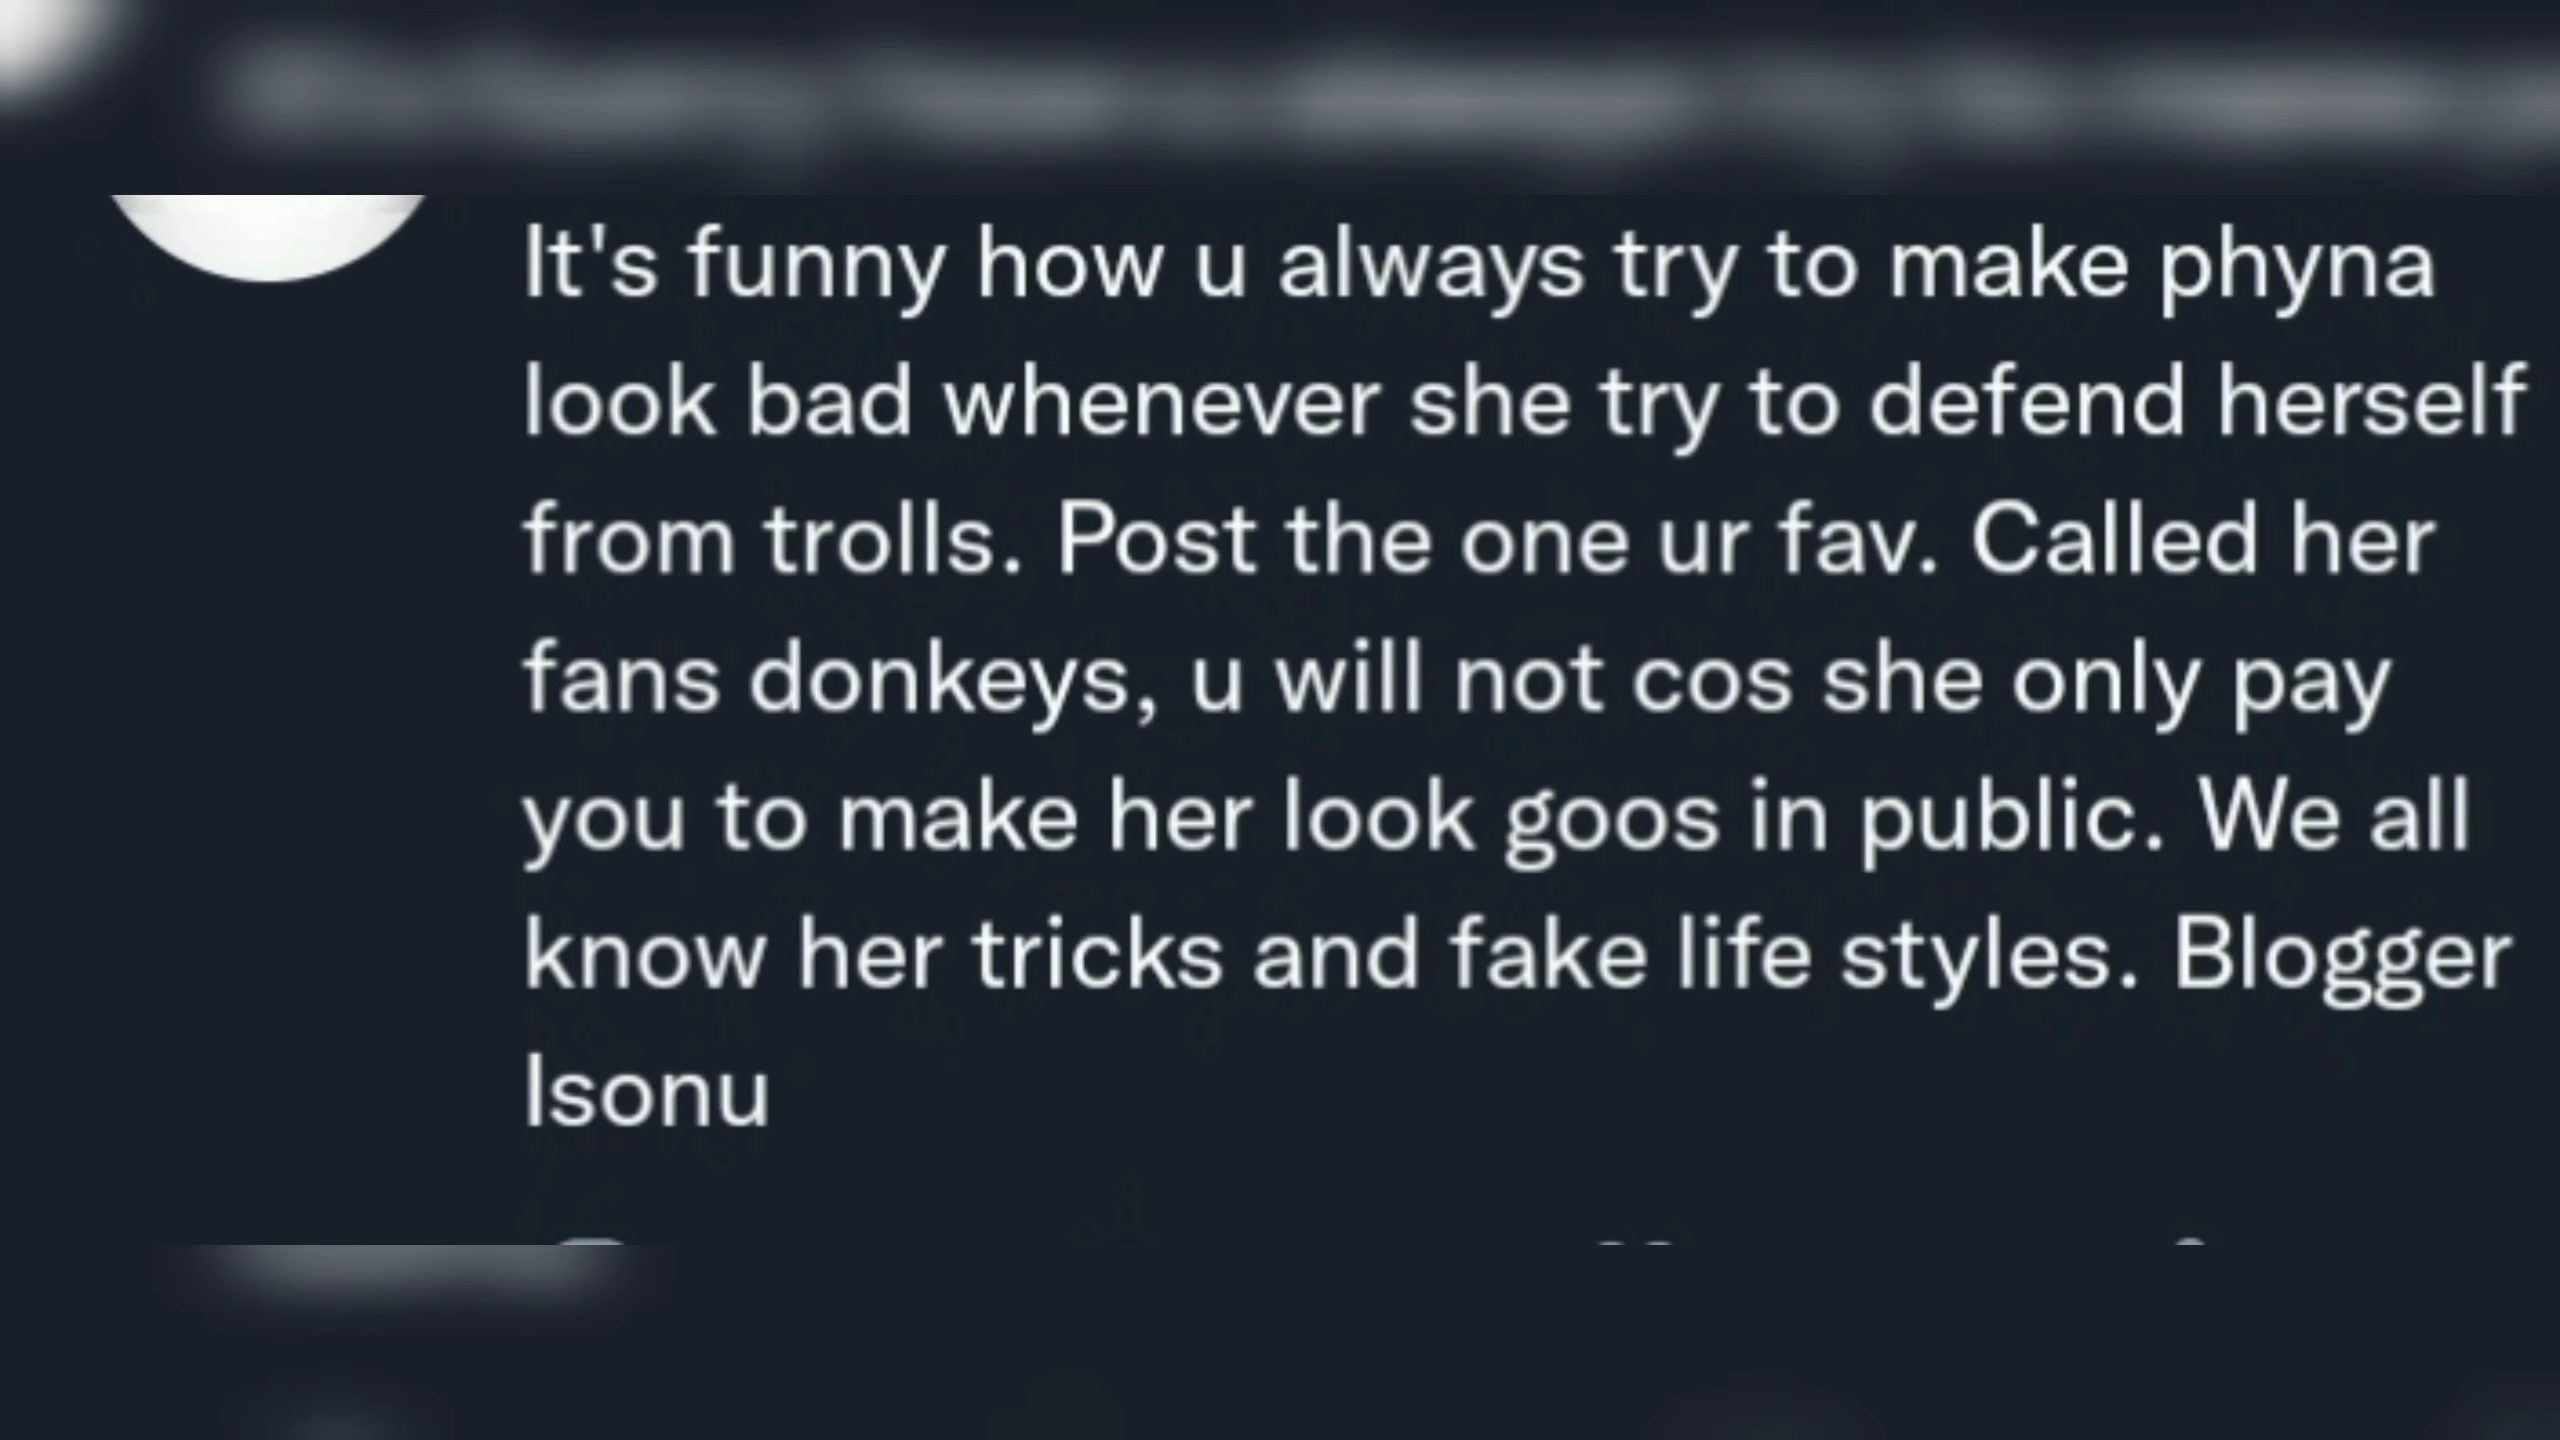 It's funny how u always try to make phyna
look bad whenever she try to defend herself
from trolls. Post the one ur fav. Called her
fans donkeys, u will not cos she only pay
you to make her look goos in public. We all
know her tricks and fake life styles. Blogger
Isonu